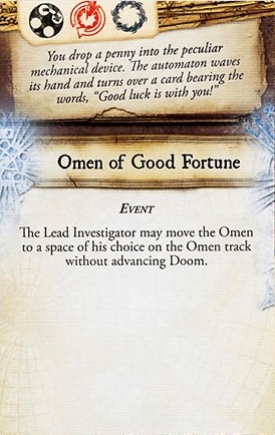 You drop a penny into the peculiar
mechanical device. The automaton waves
its hand and turns over a card bearing the
words, "Good luck is with you!"
Omen of Good Fortune
EVENT
The Lead Investigator may move the Omen
to a space of his choice on the Omen track
without advancing Doom.